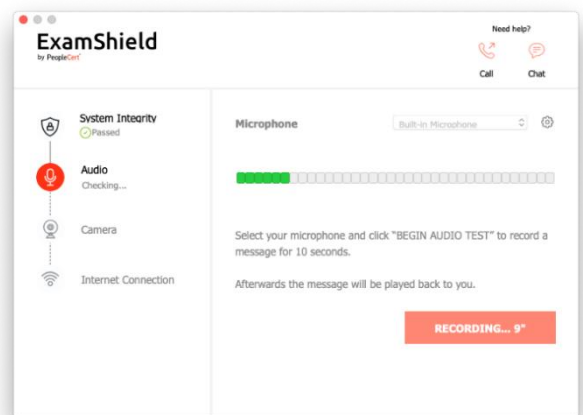 ExamShield
by PeopleCert
Need help?
Call
Chat
System Integrity
Passed
Audio
Checking...
Camera
Internet Connection
Microphone
Built-in Microphone
Select your microphone and click "BEGIN AUDIO TEST" to record a
message for 10 seconds.
Afterwards the message will be played back to you.
RECORDING... 9"